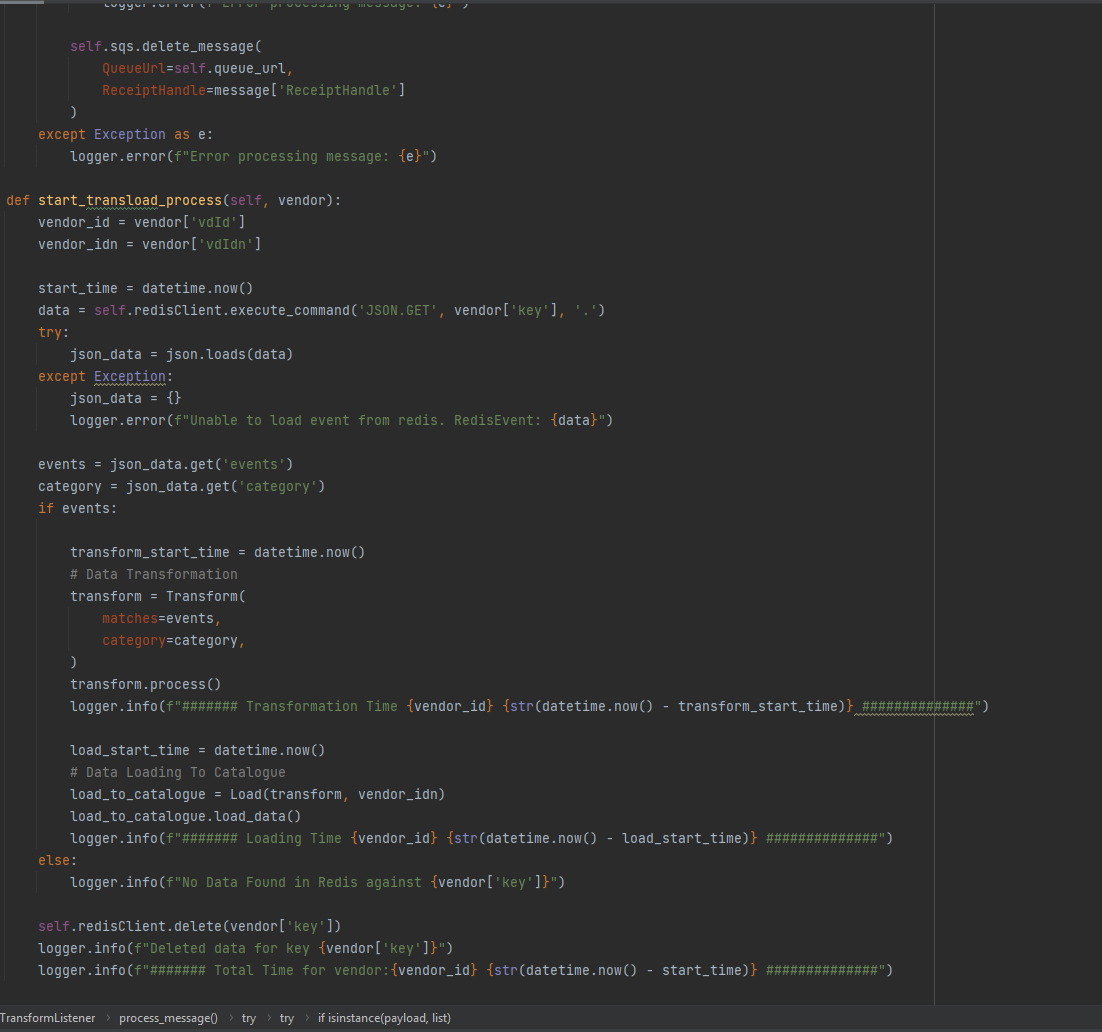 logger.error(f"Error processing message: {e}")
self.sqs.delete_message(
QueueUrl=self.queue_url,
ReceiptHandle=message['ReceiptHandle']
)
except Exception as e:
logger.error(f"Error processing message: {e}")
def start_transload_process(self, vendor):
vendor_id = vendor['vdId']
vendor_idn = vendor['vdIdn']
start_time = datetime.now()
data = self.redisClient.execute_command('JSON.GET', vendor['key'], '.')
try:
json_data = json.loads(data)
except Exception:
json_data = {}
logger.error(f"Unable to load event from redis. RedisEvent: {data}")
events = json_data.get('events')
category = json_data.get('category')
if events:
transform_start_time = datetime.now()
# Data Transformation
transform = Transform(
matches=events,
category=category,
)
transform.process()
logger.info(f"####### Transformation Time {vendor_id} {str(datetime.now() - transform_start_time)} ##############")
load_start_time = datetime.now()
# Data Loading To Catalogue
load_to_catalogue = Load(transform, vendor_idn)
load_to_catalogue.load_data()
logger.info(f"####### Loading Time {vendor_id} {str(datetime.now() - load_start_time)} ##############")
else:
logger.info(f"No Data Found in Redis against {vendor['key']}")
self.redisClient.delete(vendor['key'])
logger.info(f"Deleted data for key {vendor['key']}")
logger.info(f"####### Total Time for vendor:{vendor_id} {str(datetime.now() - start_time)} ##############")
TransformListener > process_message() > try > try > if isinstance(payload, list)